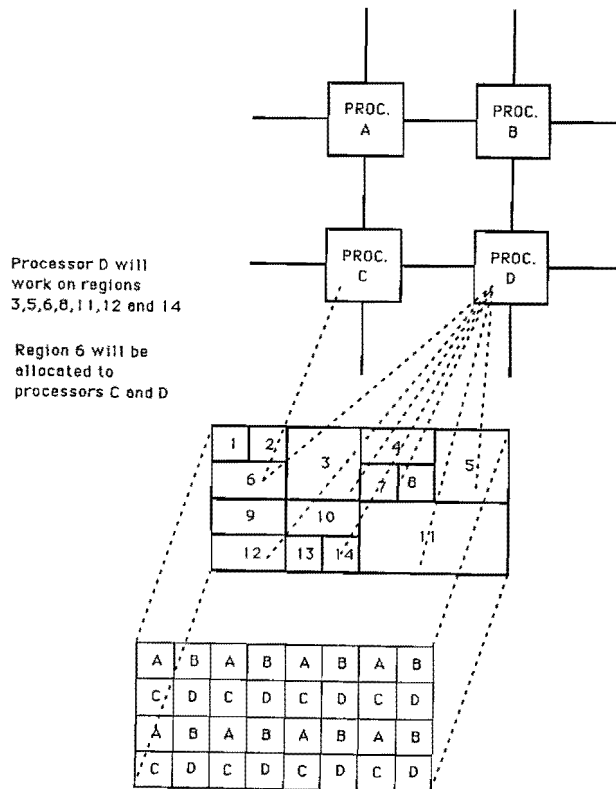 PROC. PROC.
A B
PROC. PROC.
C D
Processor D will
work on regions
3,5,6,8,11,12 and 14
Region 6 will be
allocated to
processors C and D
1 2 3 4 5
6 7 8
9 10 11
12 13 14
A B A B A B A B
C D C D C D C D
A B A B A B A B
C D C D C D C D